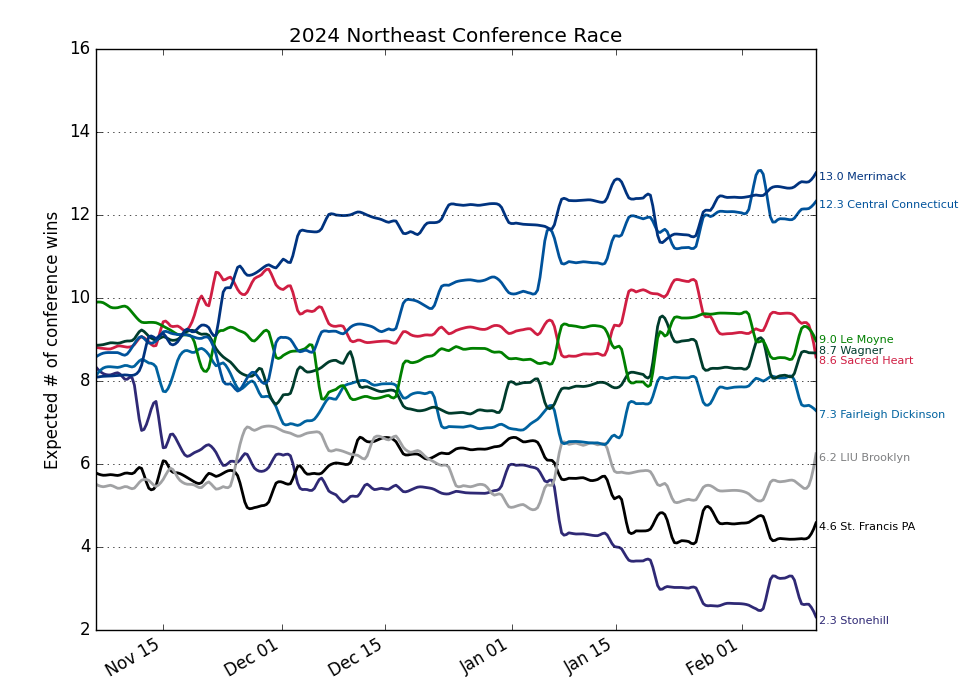 2024 Northeast Conference Race
Expected # of conference wins
16
14
12
10
8
6
4
2
Nov 15
Dec 01
Dec 15
Jan 01
Jan 15
Feb 01
13.0 Merrimack
12.3 Central Connecticut
9.0 Le Moyne
8.7 Wagner
8.6 Sacred Heart
7.3 Fairleigh Dickinson
6.2 LIU Brooklyn
4.6 St. Francis PA
2.3 Stonehill